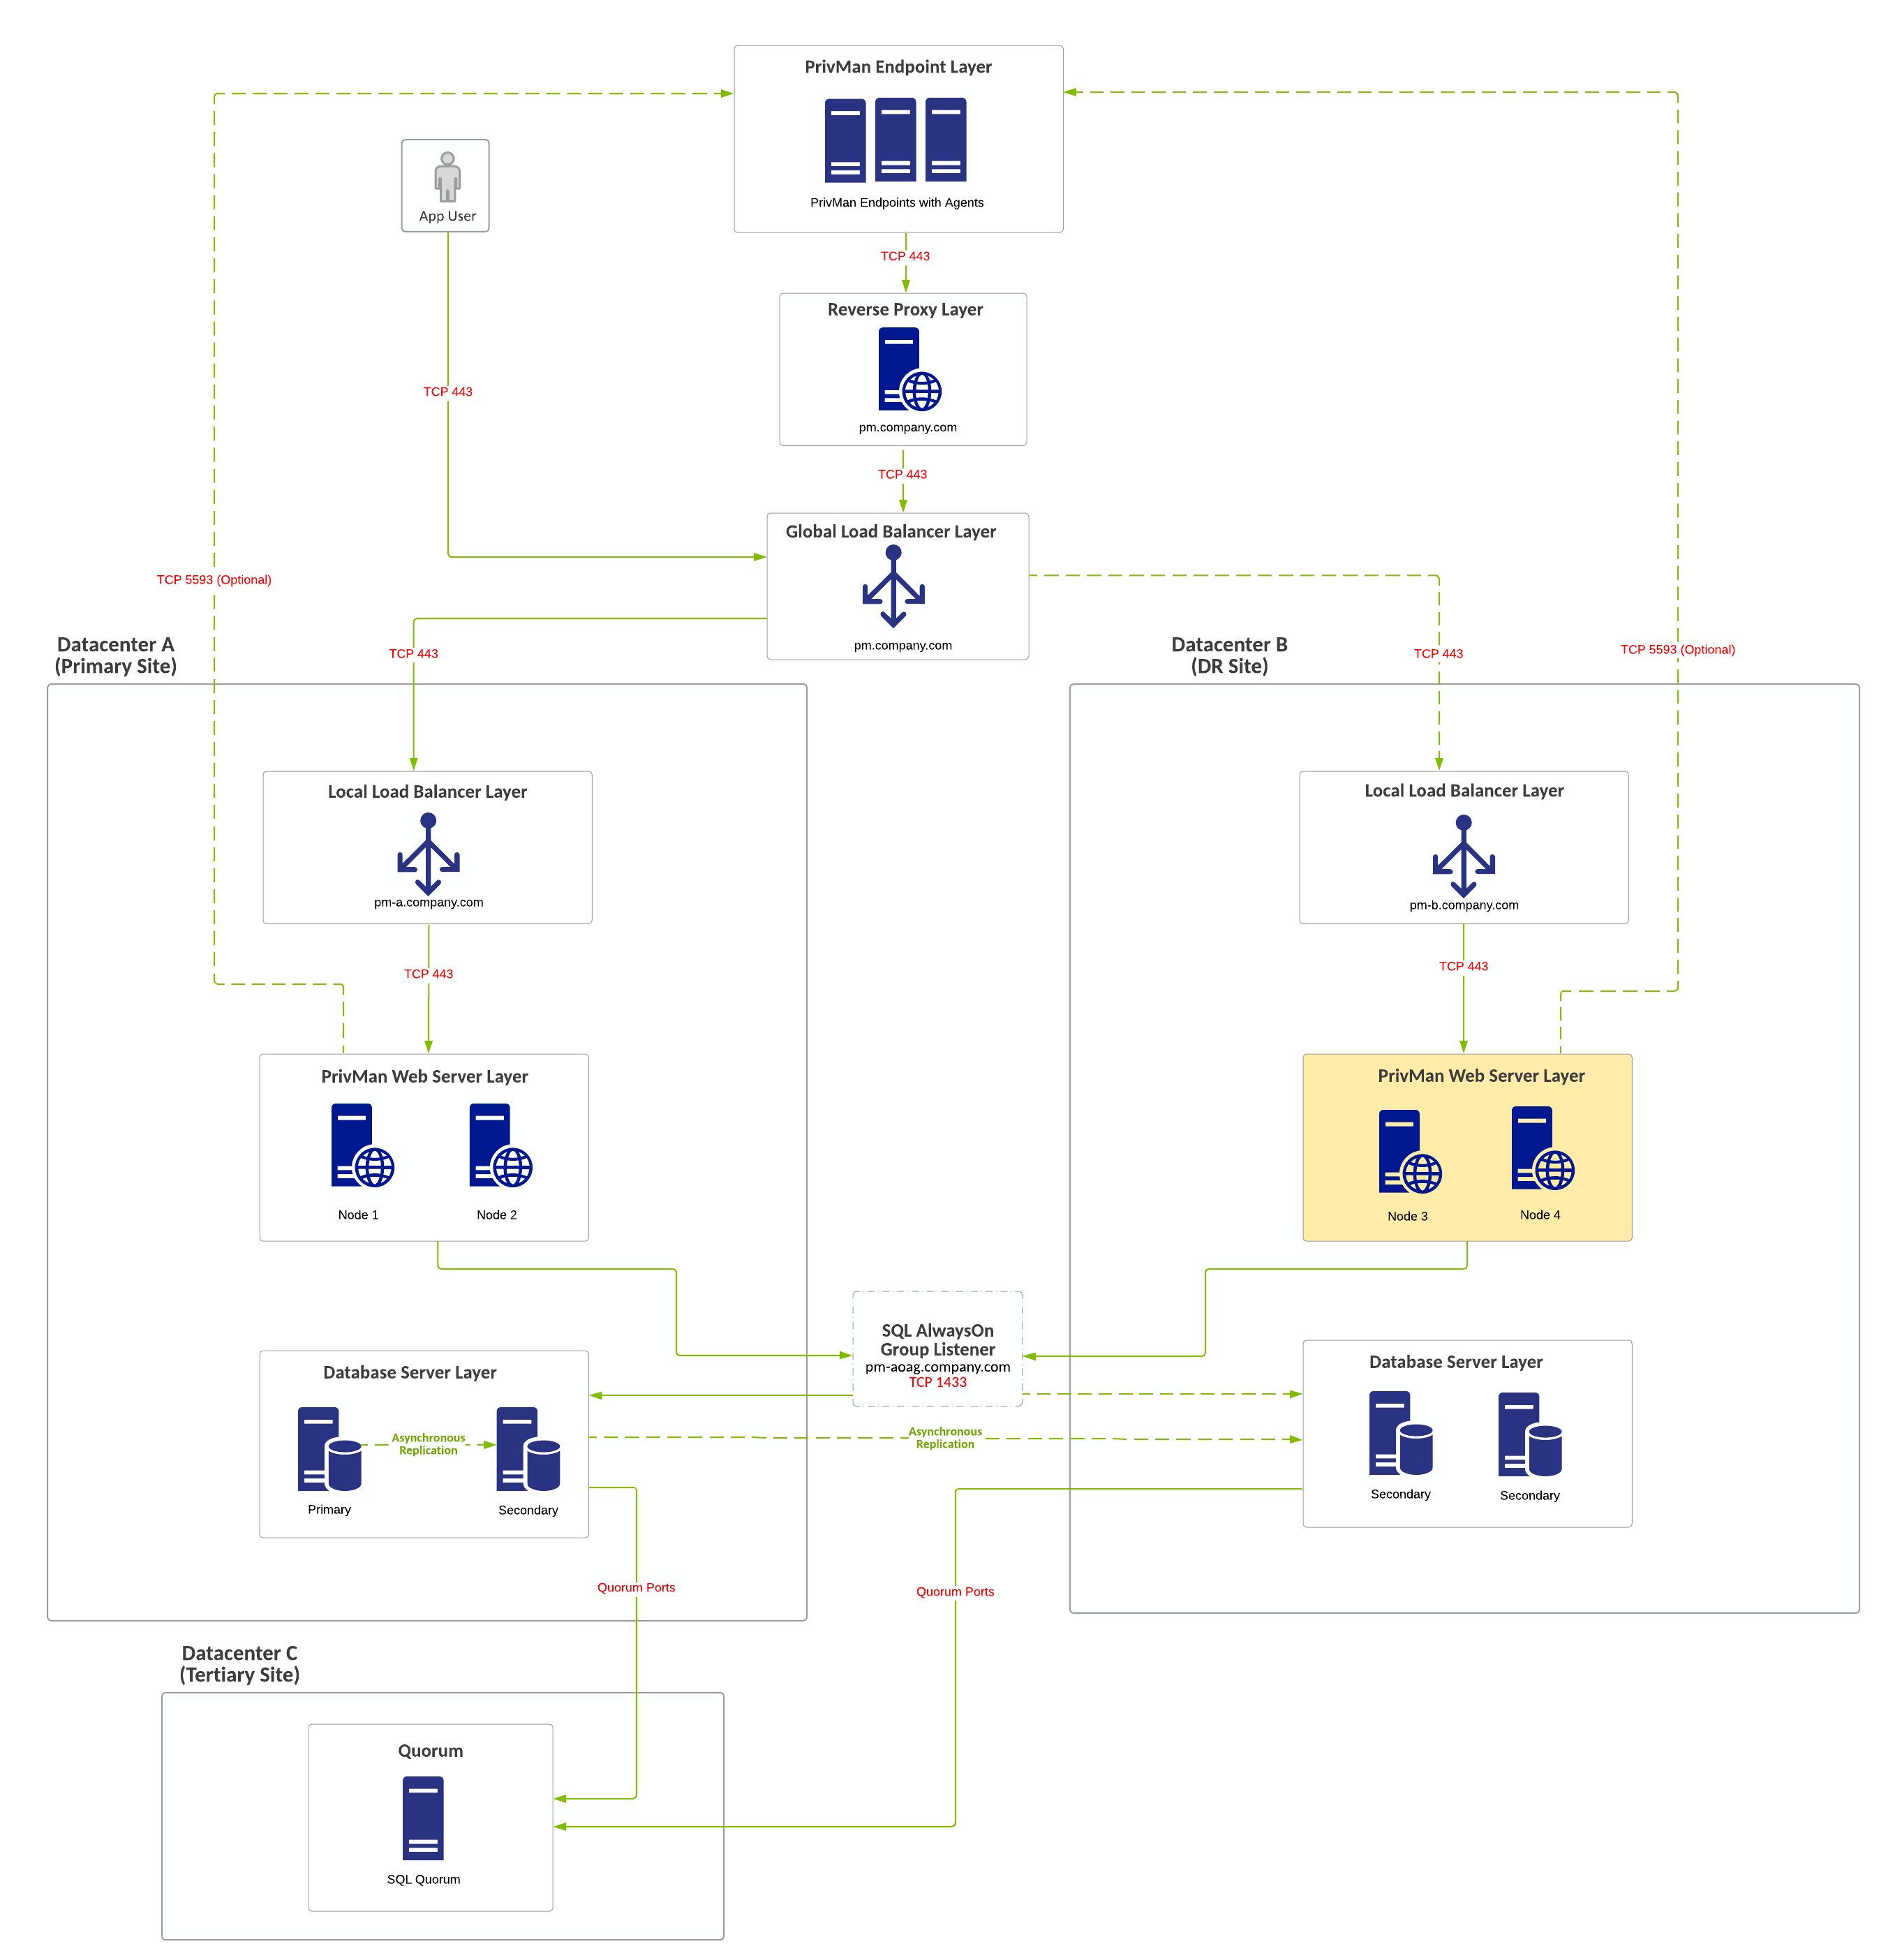 PrivMan Endpoint Layer
PrivMan Endpoints with Agents
App User
TCP 443
Reverse Proxy Layer
pm.company.com
TCP 443
TCP 443
Global Load Balancer Layer
pm.company.com
TCP 5593 (Optional)
TCP 5593 (Optional)
Datacenter A
(Primary Site)
TCP 443
Datacenter B
(DR Site)
TCP 443
Local Load Balancer Layer
pm-a.company.com
Local Load Balancer Layer
pm-b.company.com
TCP 443
TCP 443
PrivMan Web Server Layer
Node 1
Node 2
PrivMan Web Server Layer
Node 3
Node 4
SQL AlwaysOn
Group Listener
pm-aoag.company.com
TCP 1433
Database Server Layer
Asynchronous
Replication
Primary
Secondary
Asynchronous
Replication
Database Server Layer
Secondary
Secondary
Quorum Ports
Quorum Ports
Datacenter C
(Tertiary Site)
Quorum
SQL Quorum